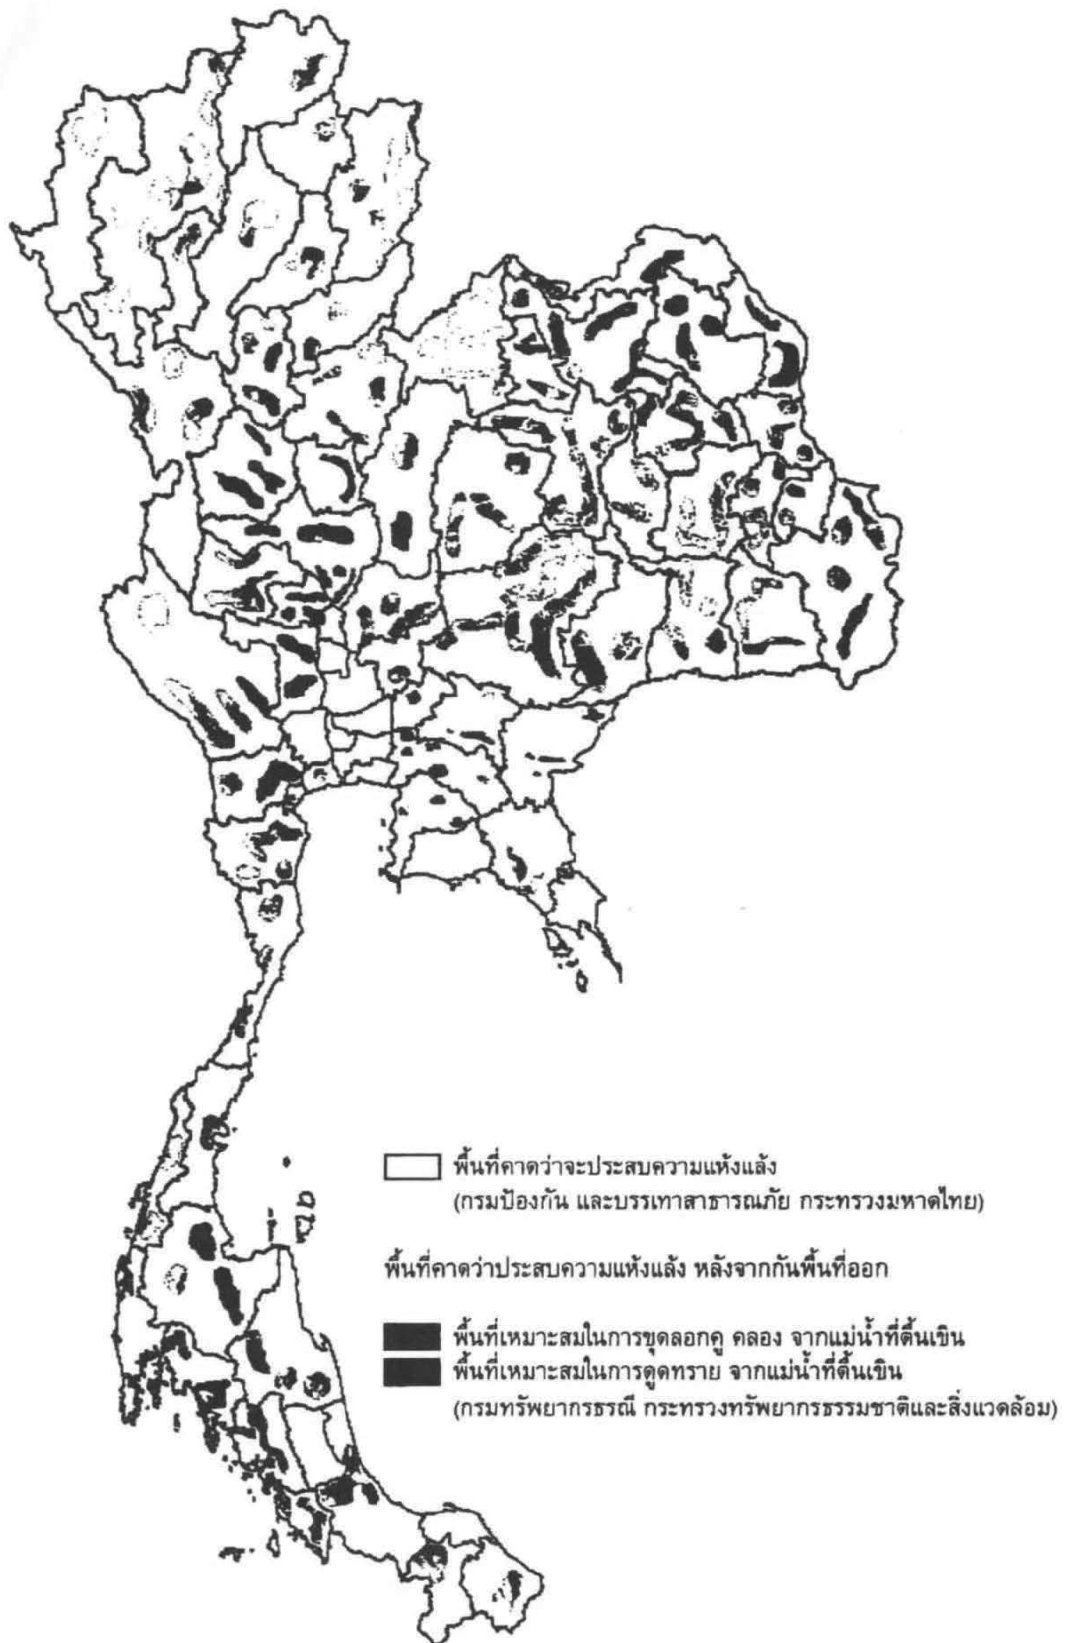 พื้นที่คาดว่าจะประสบความแห้งแล้ง
(กรมป้องกัน และบรรเทาสาธารณภัย กระทรวงมหาดไทย)
พื้นที่คาดว่าประสบความแห้งแล้ง หลังจากกันพื้นที่ออก
พื้นที่เหมาะสมในการขุดลอกคู คลอง จากแม่น้ำที่ตื้นเขิน
พื้นที่เหมาะสมในการดูดทราย จากแม่น้ำที่ตื้นเขิน
(กรมทรัพยากรธรณี กระทรวงทรัพยากรธรรมชาติและสิ่งแวดล้อม)